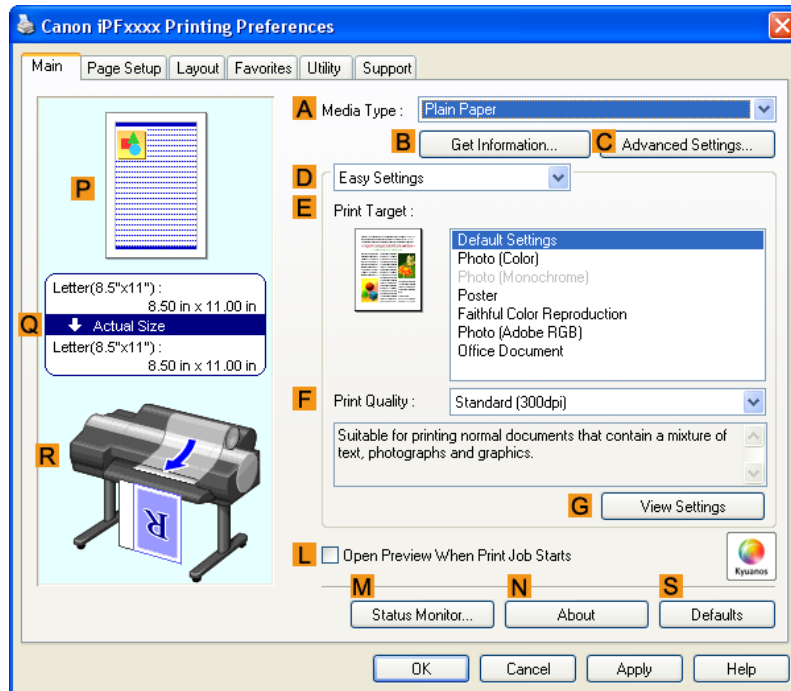 Canon iPFxxxx Printing Preferences
Main Page Setup Layout Favorites Utility Support
A Media Type : Plain Paper
B Get Information... C Advanced Settings...
D Easy Settings
E Print Target :
Default Settings
Photo (Color)
Photo (Monochrome)
Poster
Faithful Color Reproduction
Photo (Adobe RGB)
Office Document
P
Letter(8.5"x11") :
8.50 in x 11.00 in
Q Actual Size
Letter(8.5"x11") :
8.50 in x 11.00 in
R
R
F Print Quality : Standard (300dpi)
Suitable for printing normal documents that contain a mixture of
text, photographs and graphics.
G View Settings
L Open Preview When Print Job Starts
Kyuanos
M Status Monitor... N About S Defaults
OK Cancel Apply Help